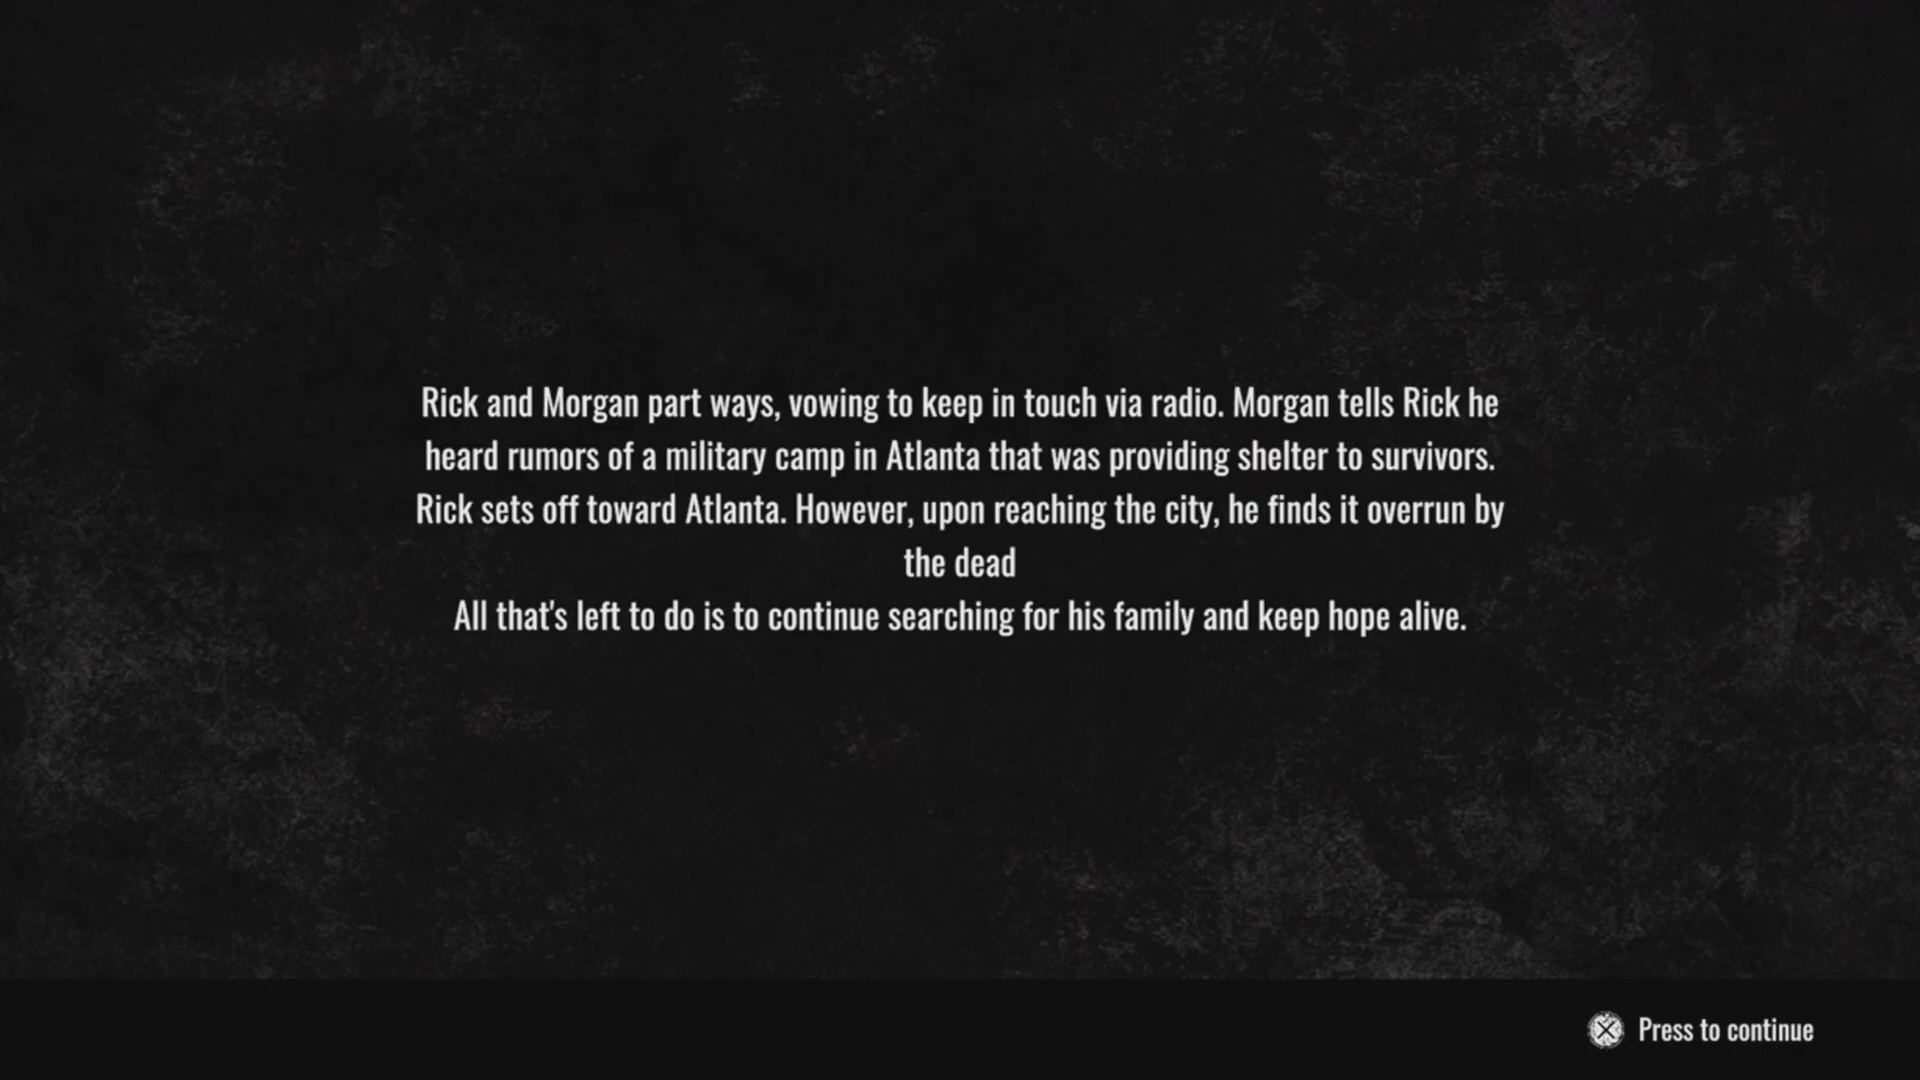 Rick and Morgan part ways, vowing to keep in touch via radio. Morgan tells Rick he
heard rumors of a military camp in Atlanta that was providing shelter to survivors.
Rick sets off toward Atlanta. However, upon reaching the city, he finds it overrun by
the dead
All that's left to do is to continue searching for his family and keep hope alive.
Press to continue